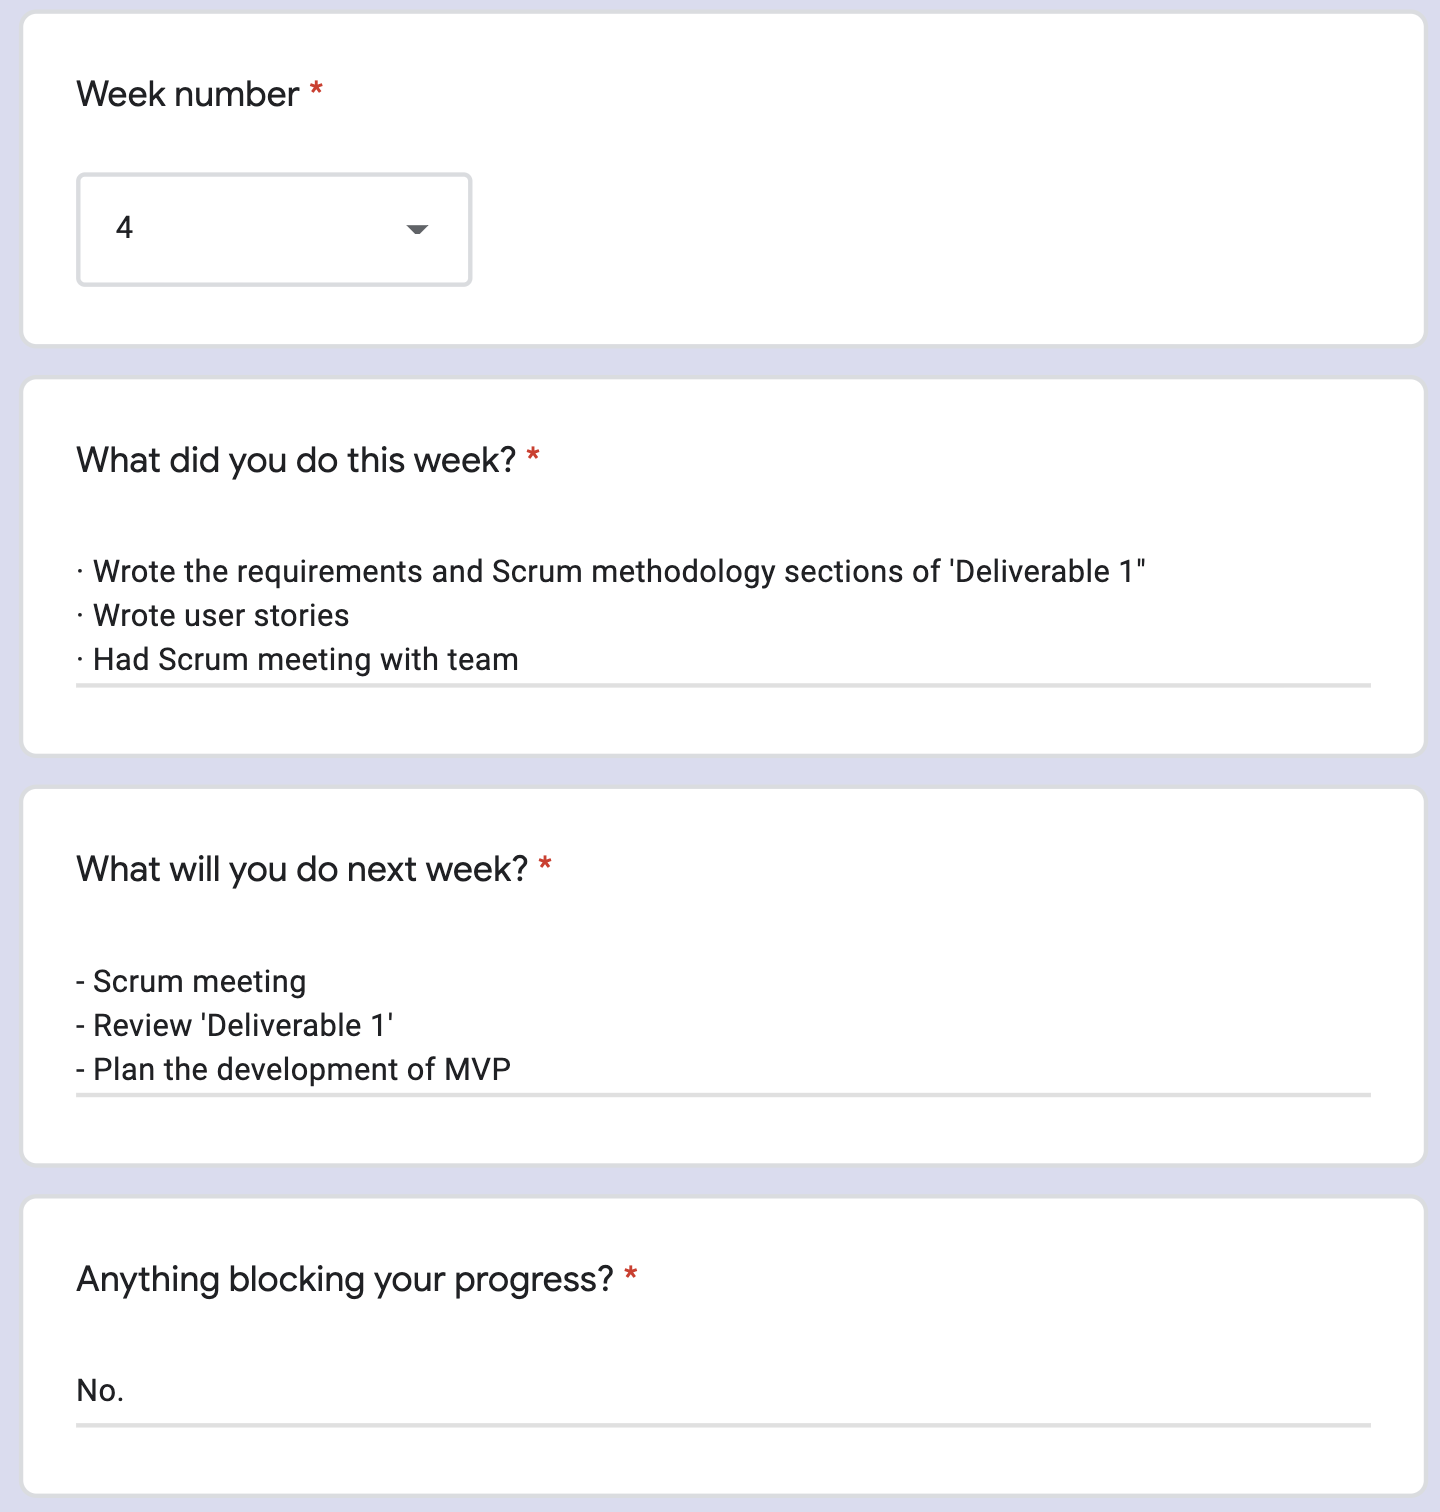 Week number *
4
What did you do this week? *
· Wrote the requirements and Scrum methodology sections of 'Deliverable 1"
· Wrote user stories
· Had Scrum meeting with team
What will you do next week? *
- Scrum meeting
- Review 'Deliverable 1'
- Plan the development of MVP
Anything blocking your progress? *
No.